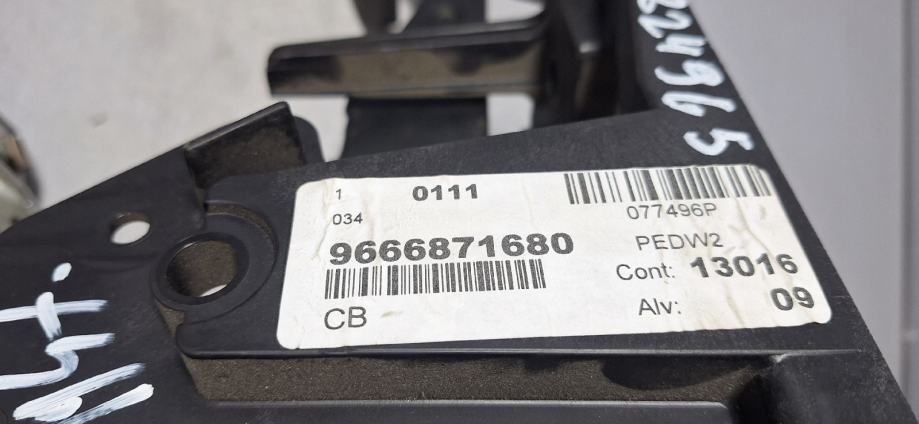 1 0111
034
077496P
9666871680
PEDW2
Cont: 13016
CB
Alv: 09